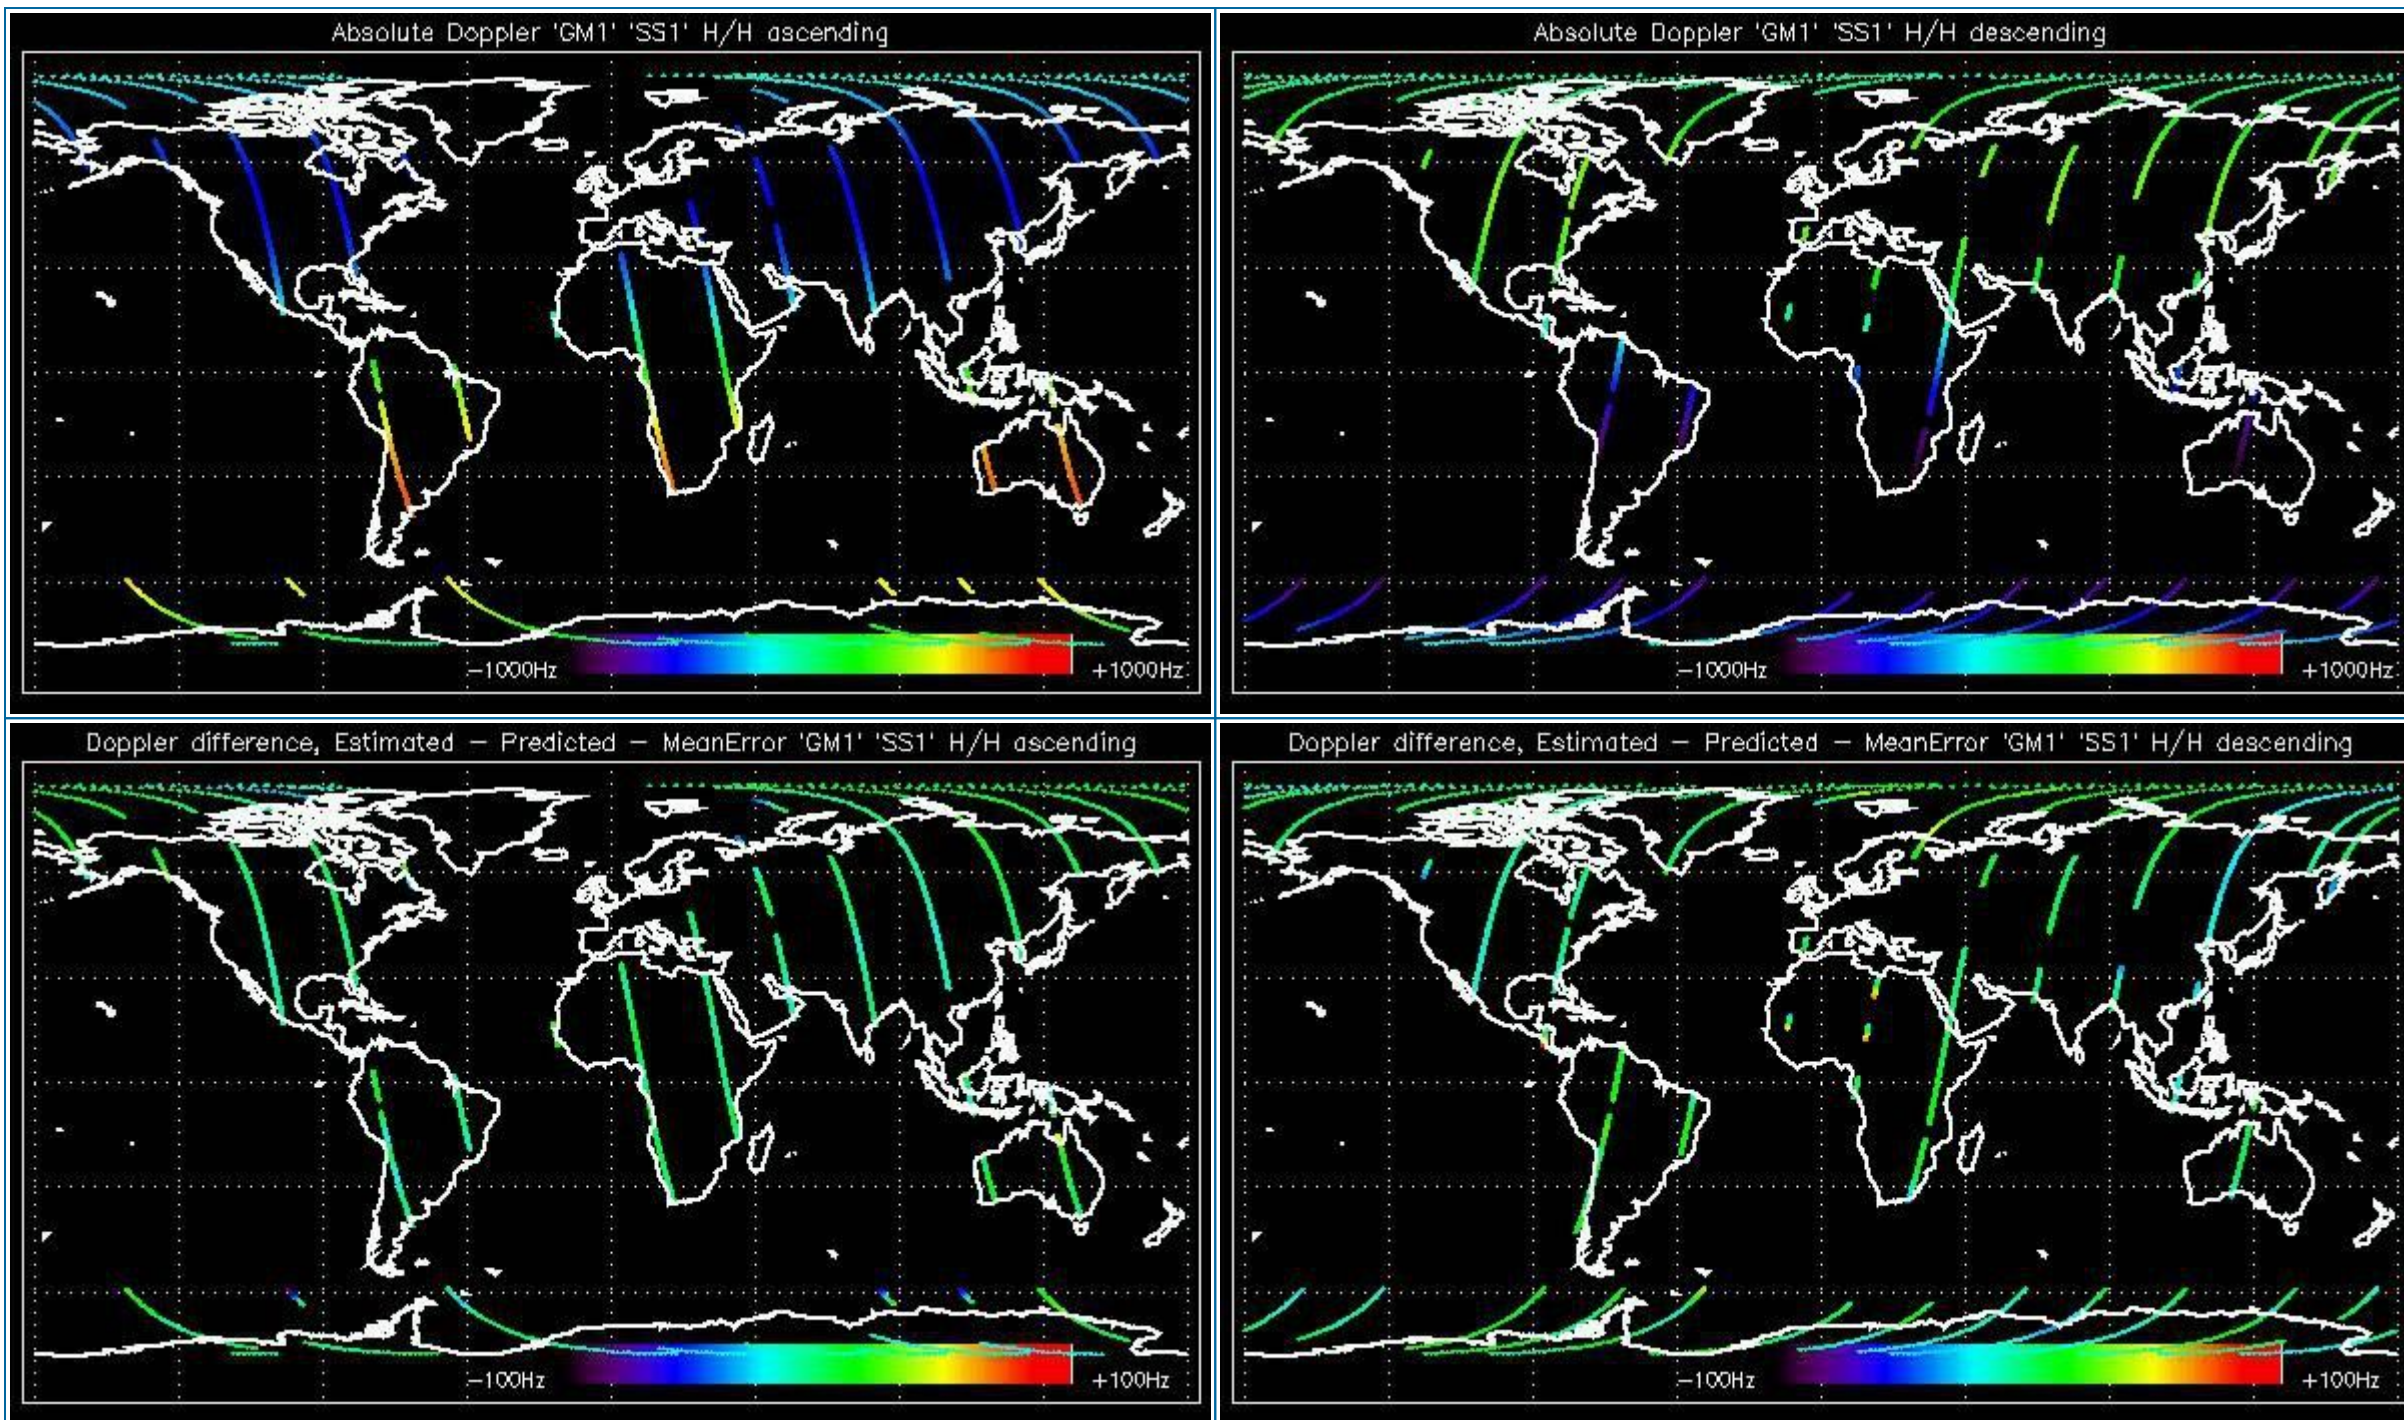 Absolute Doppler 'GM1' 'SS1' H/H ascending
−1000Hz +1000Hz
Absolute Doppler 'GM1' 'SS1' H/H descending
−1000Hz +1000Hz
Doppler difference, Estimated − Predicted − MeanError 'GM1' 'SS1' H/H ascending
−100Hz +100Hz
Doppler difference, Estimated − Predicted − MeanError 'GM1' 'SS1' H/H descending
−100Hz +100Hz